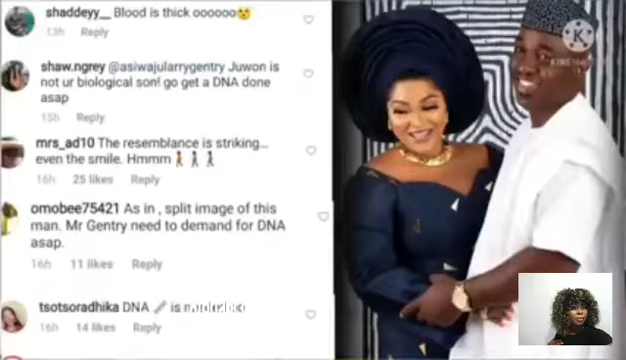 shaddeyy__ Blood is thick oooooo😯
13h Reply
shaw.ngrey @asiwajularrygentry Juwon is
not ur biological son! go get a DNA done
asap
15h Reply
mrs_ad10 The resemblance is striking...
even the smile. Hmmm 🚶🚶🚶
16h 25 likes Reply
omobee75421 As in , split image of this
man. Mr Gentry need to demand for DNA
asap.
16h 11 likes Reply
tsotsoradhika DNA
16h 14 likes Reply
K